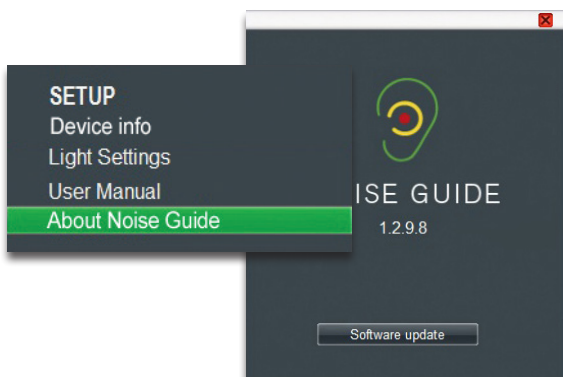 SETUP
Device info
Light Settings
User Manual
About Noise Guide
ISE GUIDE
1.2.9.8
Software update